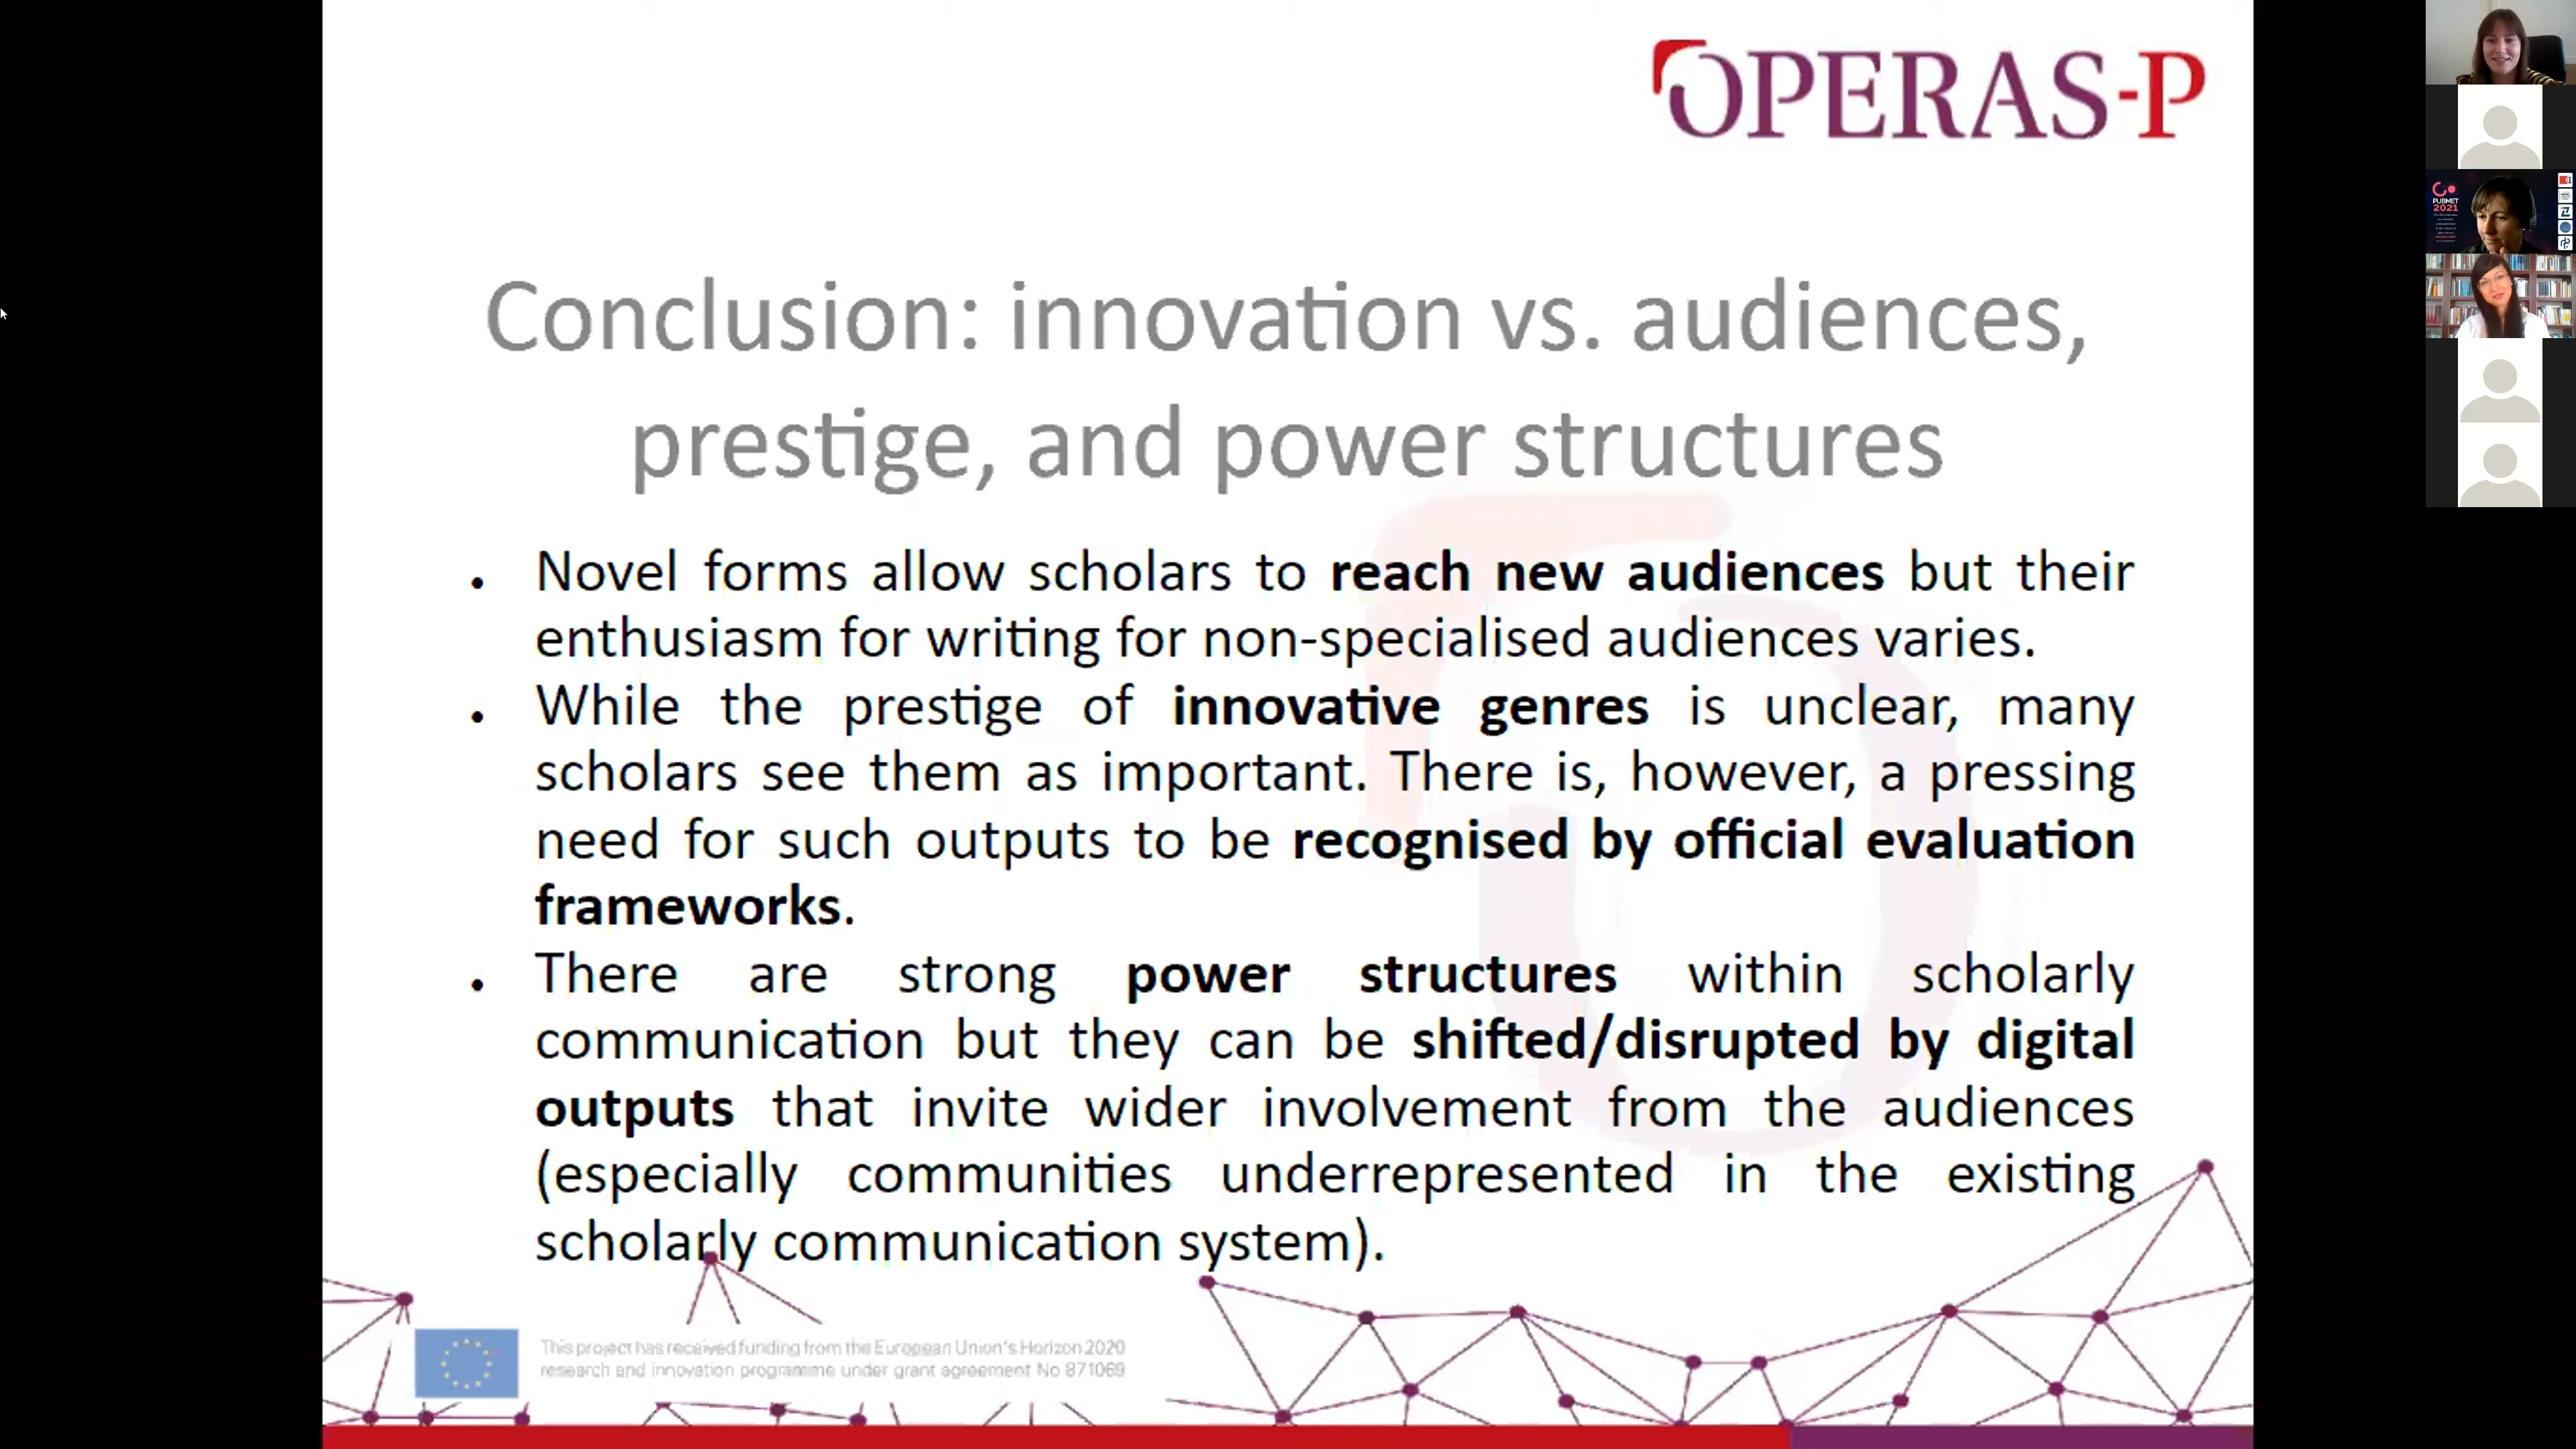 OPERAS-P
Conclusion: innovation vs. audiences,
prestige, and power structures
• Novel forms allow scholars to reach new audiences but their
enthusiasm for writing for non-specialised audiences varies.
• While the prestige of innovative genres is unclear, many
scholars see them as important. There is, however, a pressing
need for such outputs to be recognised by official evaluation
frameworks.
• There are strong power structures within scholarly
communication but they can be shifted/disrupted by digital
outputs that invite wider involvement from the audiences
(especially communities underrepresented in the existing
scholarly communication system).
This project has received funding from the European Union's Horizon 2020
research and innovation programme under grant agreement No 871069
PUBMET
2021